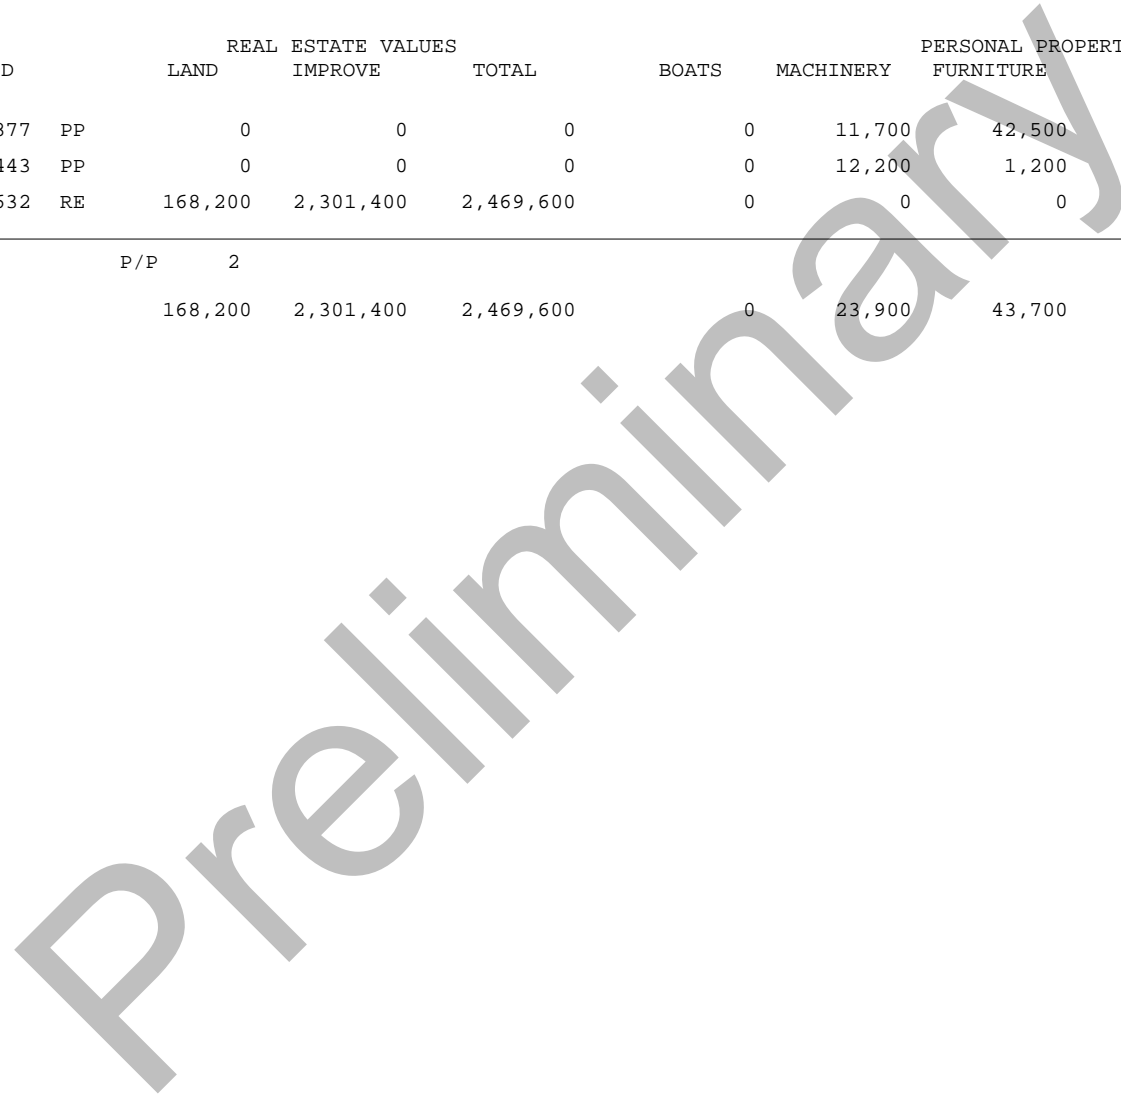 REAL ESTATE VALUES PERSONAL PROPERT
D LAND IMPROVE TOTAL BOATS MACHINERY FURNITURE
377 PP 0 0 0 0 11,700 42,500
443 PP 0 0 0 0 12,200 1,200
532 RE 168,200 2,301,400 2,469,600 0 0 0
P/P 2
168,200 2,301,400 2,469,600 0 23,900 43,700
Preliminary